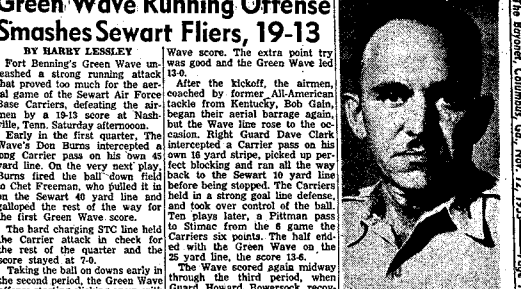 Green Wave Running Offense
Smashes Sewart Fliers, 19-13
BY HARRY LESSLEY
Fort Benning's Green Wave un-
leashed a strong running attack
that proved too much for the aer-
ial game of the Sewart Air Force
Base Carriers, defeating the air-
men by a 19-13 score at Nash-
ville, Tenn. Saturday afternooon.
Early in the first quarter, The
Wave's Don Burns intercepted a
long Carrier pass on his own 45
yard line. On the very next play,
Burns fired the ball down field
to Chet Freeman, who pulled it in
on the Sewart 40 yard line and
galloped the rest of the way for
the first Green Wave score.
The hard charging STC line held
the Carrier attack in check for
the rest of the quarter and the
score stayed at 7-0.
Taking the ball on downs early in
the second period, the Green Wave
Wave score. The extra point try
was good and the Green Wave led
13-0.
After the kickoff, the airmen,
coached by former All-American
tackle from Kentucky, Bob Gain,
began their aerial barrage again,
but the Wave line rose to the oc-
casion. Right Guard Dave Clerk
intercepted a Carrier pass on his
own 16 yard stripe, picked up per-
fect blocking and ran all the way
back to the Sewart 10 yard line
before being stopped. The Carriers
held in a strong goal line defense,
and took over control of the ball.
Ten plays later, a Pittman pass
to Stimac from the 6 game the
Carriers six points. The half end-
ed with the Green Wave on the
25 yard line, the score 13-6.
The Wave scored again midway
through the third period, when
Guard Howard Bowersock recov-
The Bayonet, Columbus, Ga., Nov. 12,